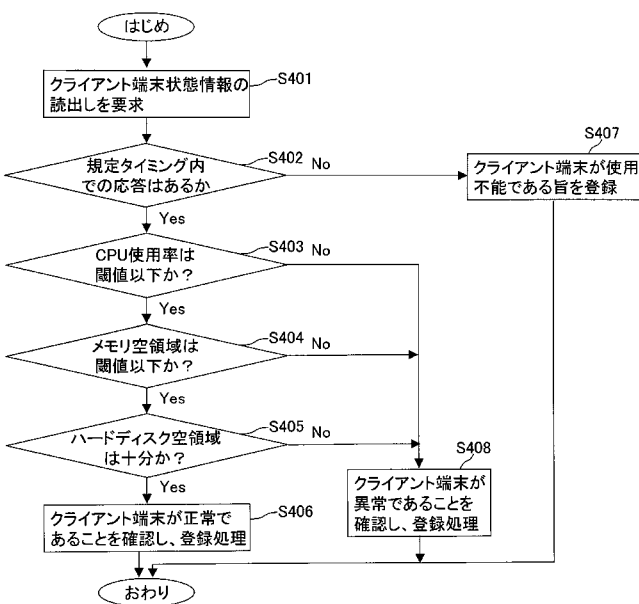 はじめ
クライアント端末状態情報の
読出しを要求
S401
規定タイミング内
での応答はあるか
S402
No
S407
クライアント端末が使用
不能である旨を登録
Yes
CPU使用率は
閾値以下か?
S403
No
Yes
メモリ空領域は
閾値以下か?
S404
No
Yes
ハードディスク空領域
は十分か?
S405
No
Yes
S408
クライアント端末が
異常であることを
確認し、登録処理
クライアント端末が正常で
あることを確認し、登録処理
S406
おわり